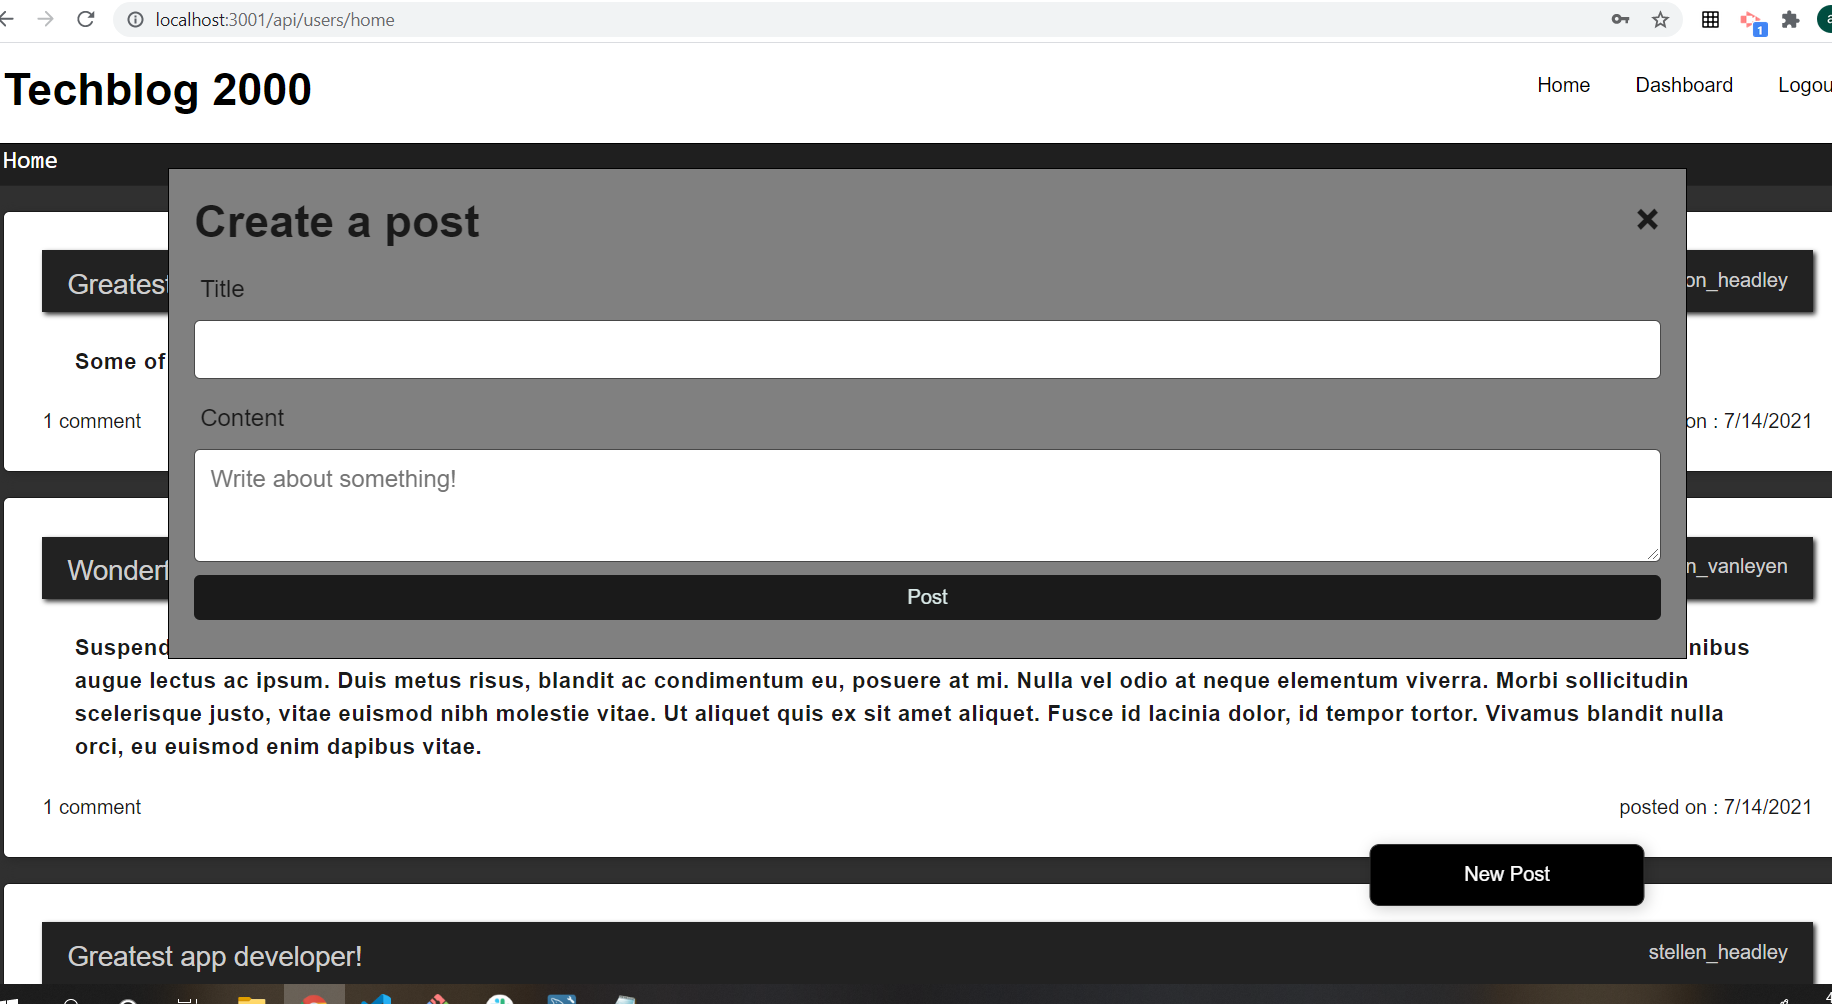 localhost:3001/api/users/home
1
Techblog 2000
Home Dashboard Logou
Home
Create a post
×
Title
Content
Write about something!
Post
Greatest on_headley
Some of
1 comment on : 7/14/2021
Wonderf n_vanleyen
Suspend nibus
augue lectus ac ipsum. Duis metus risus, blandit ac condimentum eu, posuere at mi. Nulla vel odio at neque elementum viverra. Morbi sollicitudin
scelerisque justo, vitae euismod nibh molestie vitae. Ut aliquet quis ex sit amet aliquet. Fusce id lacinia dolor, id tempor tortor. Vivamus blandit nulla
orci, eu euismod enim dapibus vitae.
1 comment posted on : 7/14/2021
New Post
Greatest app developer! stellen_headley